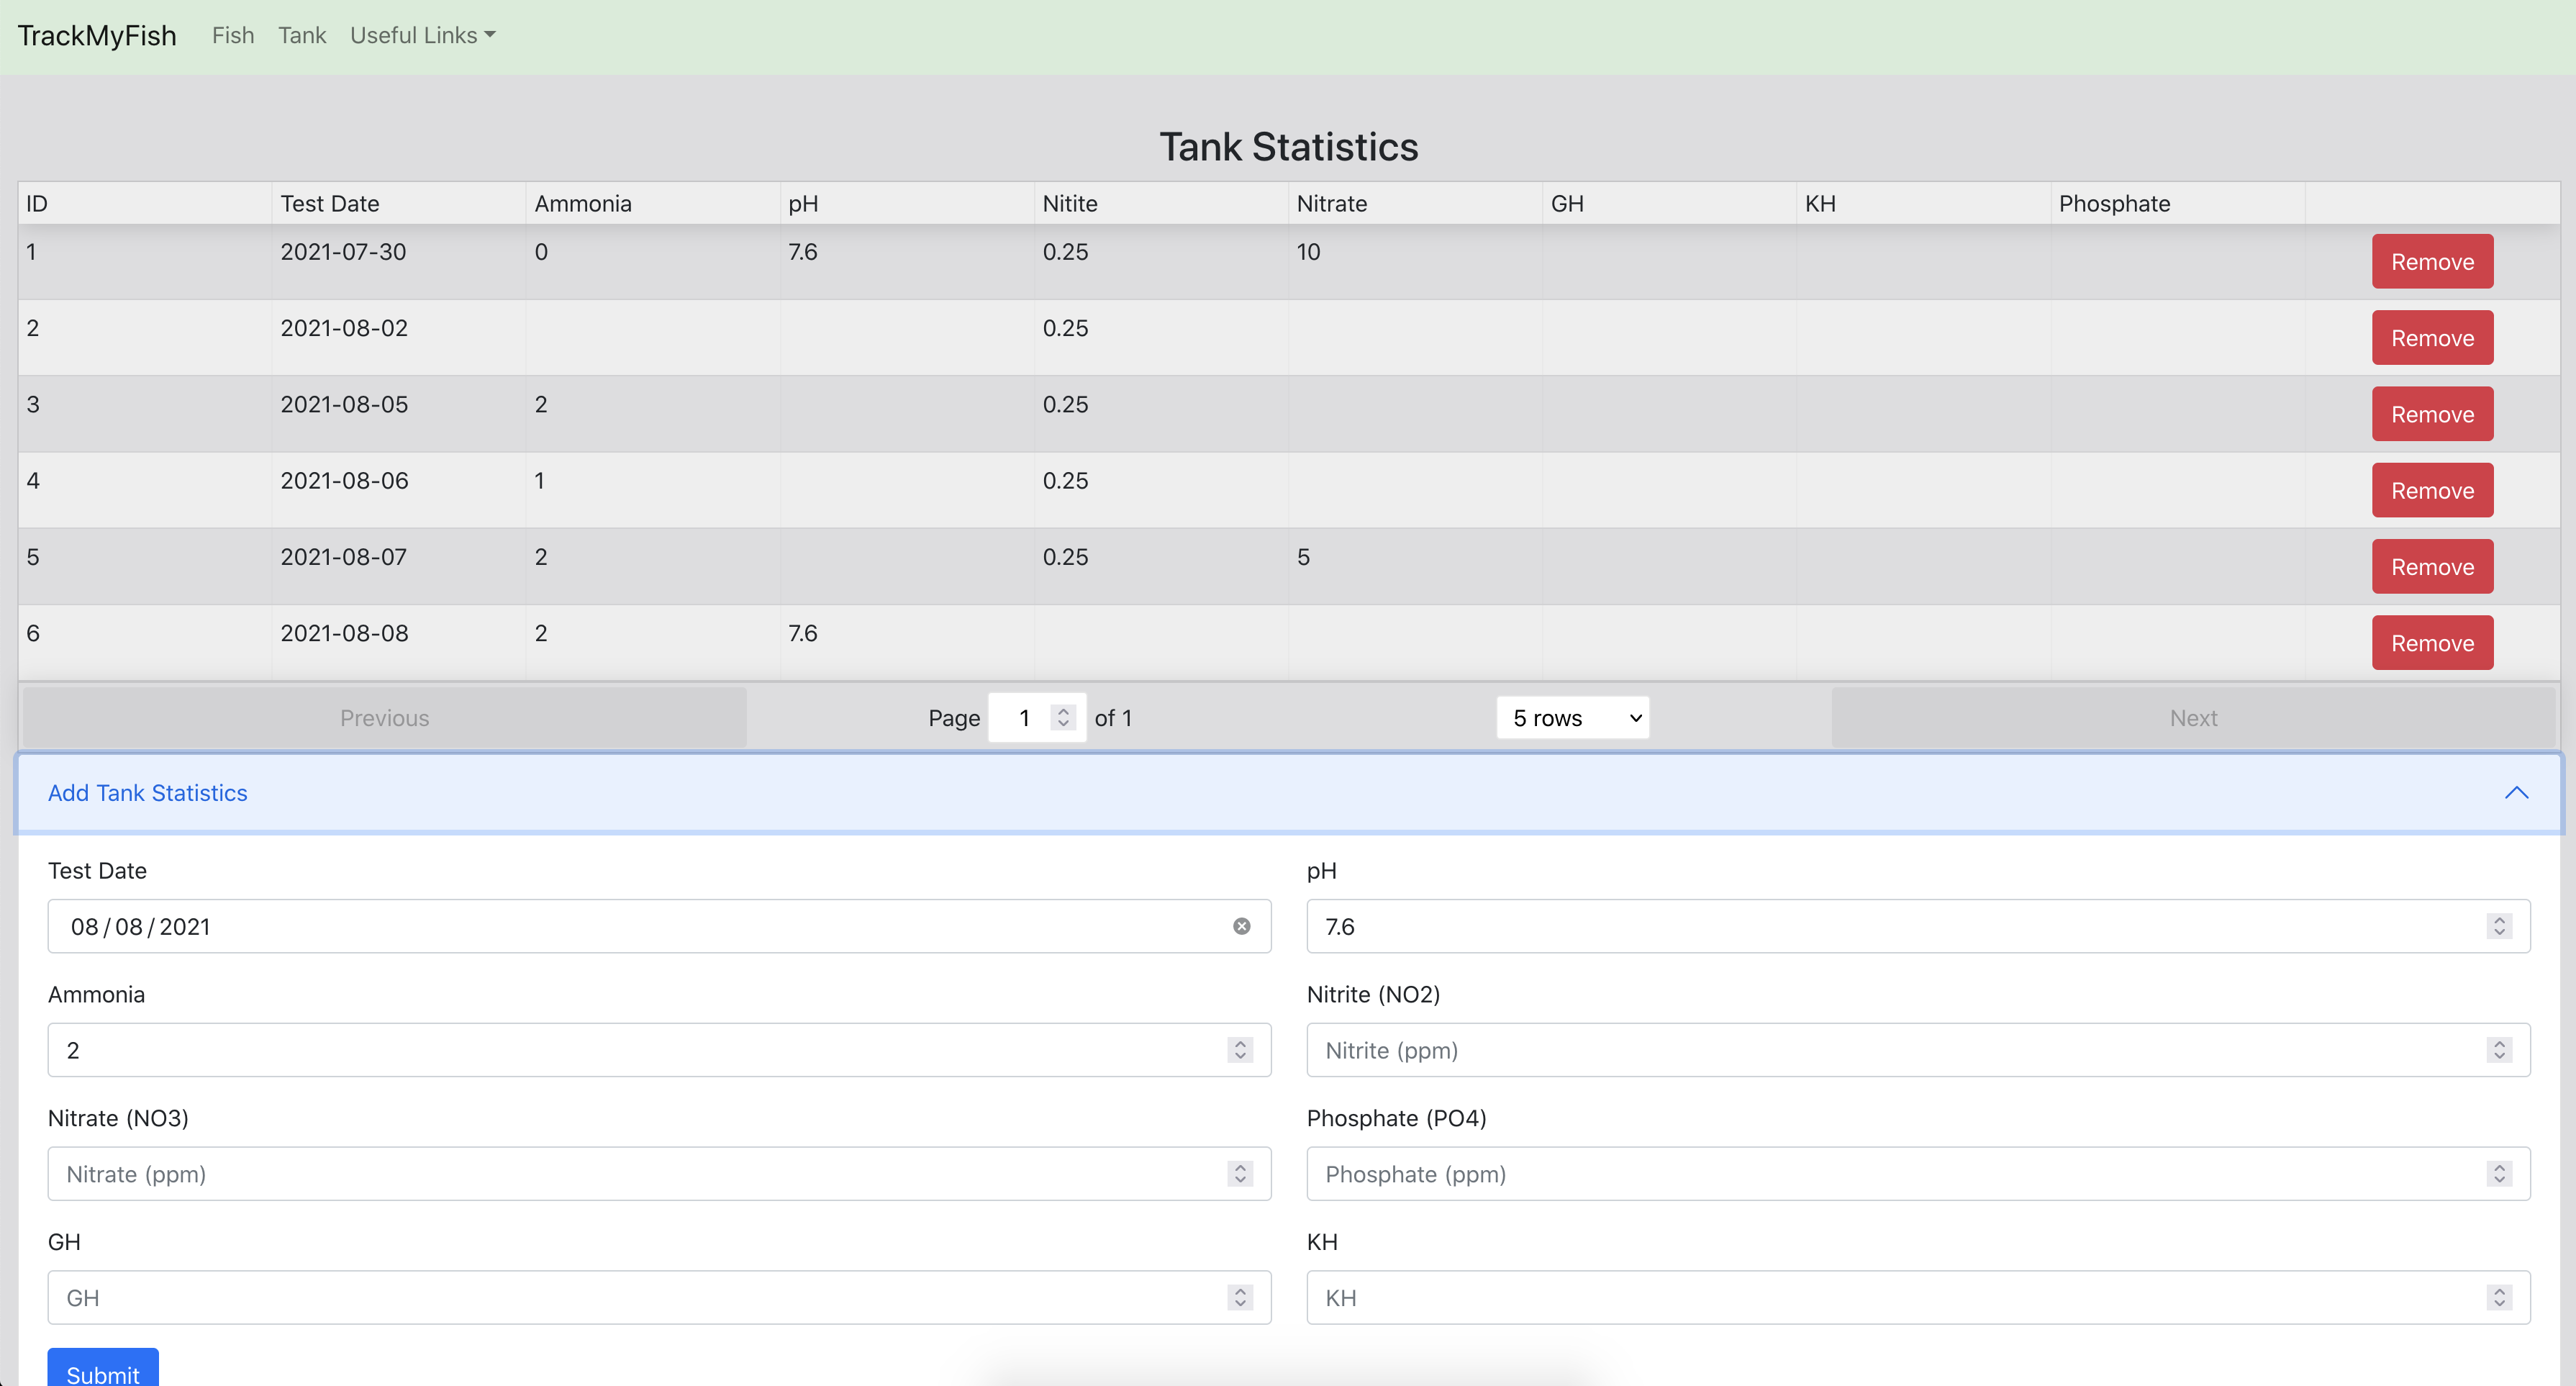 TrackMyFish Fish Tank Useful Links
Tank Statistics
ID Test Date Ammonia pH Nitite Nitrate GH KH Phosphate
1 2021-07-30 0 7.6 0.25 10 Remove
2 2021-08-02 0.25 Remove
3 2021-08-05 2 0.25 Remove
4 2021-08-06 1 0.25 Remove
5 2021-08-07 2 0.25 5 Remove
6 2021-08-08 2 7.6 Remove
Previous Page 1 of 1 5 rows Next
Add Tank Statistics
Test Date pH
08/08/2021 7.6
Ammonia Nitrite (NO2)
2 Nitrite (ppm)
Nitrate (NO3) Phosphate (PO4)
Nitrate (ppm) Phosphate (ppm)
GH KH
GH KH
Submit